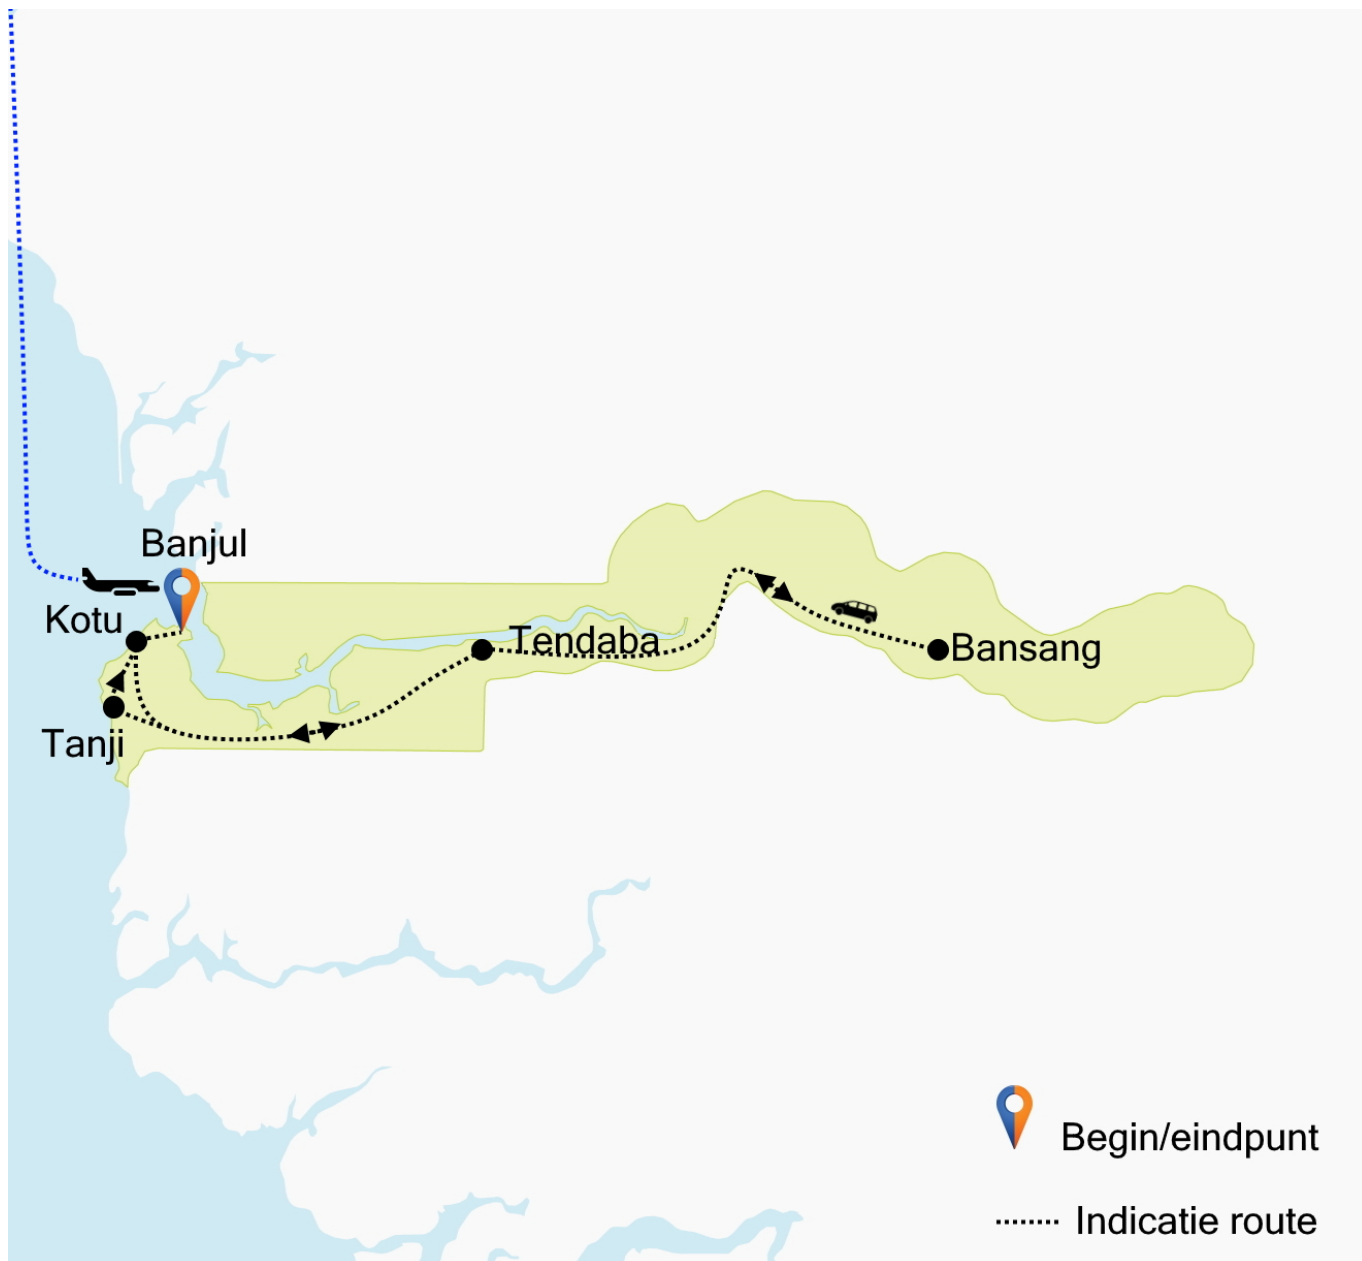 Banjul
Kotu
Tendaba
Bansang
Tanji
Begin/eindpunt
Indicatie route